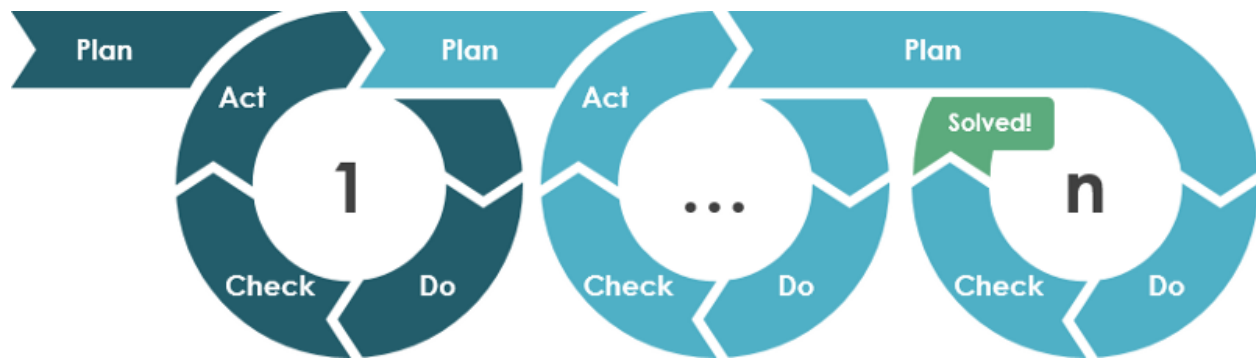 Plan
Plan
Plan
Act
Act
Solved!
1
...
n
Check
Do
Check
Do
Check
Do